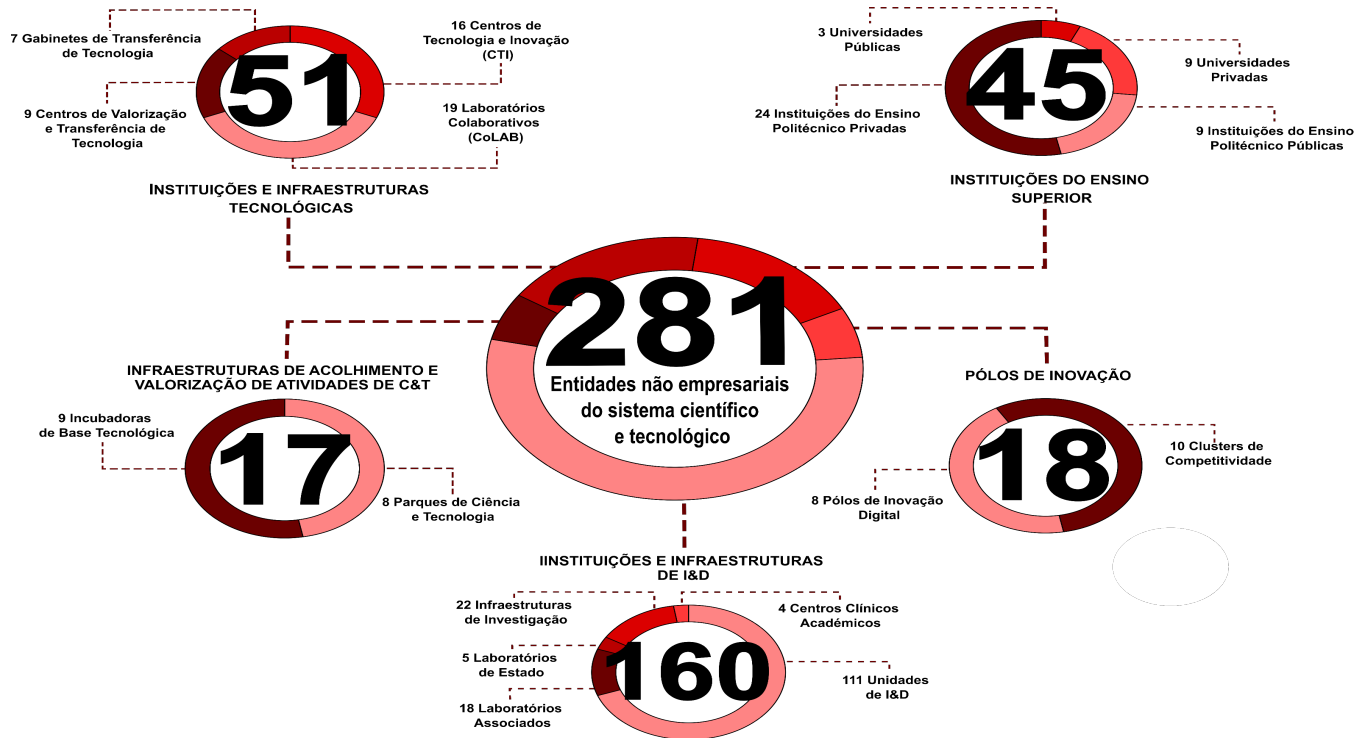 7 Gabinetes de Transferência
de Tecnologia
16 Centros de
Tecnologia e Inovação
(CTI)
51
9 Centros de Valorização
e Transferência de
Tecnologia
19 Laboratórios
Colaborativos
(CoLAB)
INSTITUIÇÕES E INFRAESTRUTURAS
TECNOLÓGICAS
3 Universidades
Públicas
9 Universidades
Privadas
45
24 Instituições do Ensino
Politécnico Privadas
9 Instituições do Ensino
Politécnico Públicas
INSTITUIÇÕES DO ENSINO
SUPERIOR
281
Entidades não empresariais
do sistema científico
e tecnológico
INFRAESTRUTURAS DE ACOLHIMENTO E
VALORIZAÇÃO DE ATIVIDADES DE C&T
9 Incubadoras
de Base Tecnológica
17
8 Parques de Ciência
e Tecnologia
PÓLOS DE INOVAÇÃO
10 Clusters de
Competitividade
18
8 Pólos de Inovação
Digital
IINSTITUIÇÕES E INFRAESTRUTURAS
DE I&D
22 Infraestruturas
de Investigação
4 Centros Clínicos
Académicos
5 Laboratórios
de Estado
160
111 Unidades
de I&D
18 Laboratórios
Associados